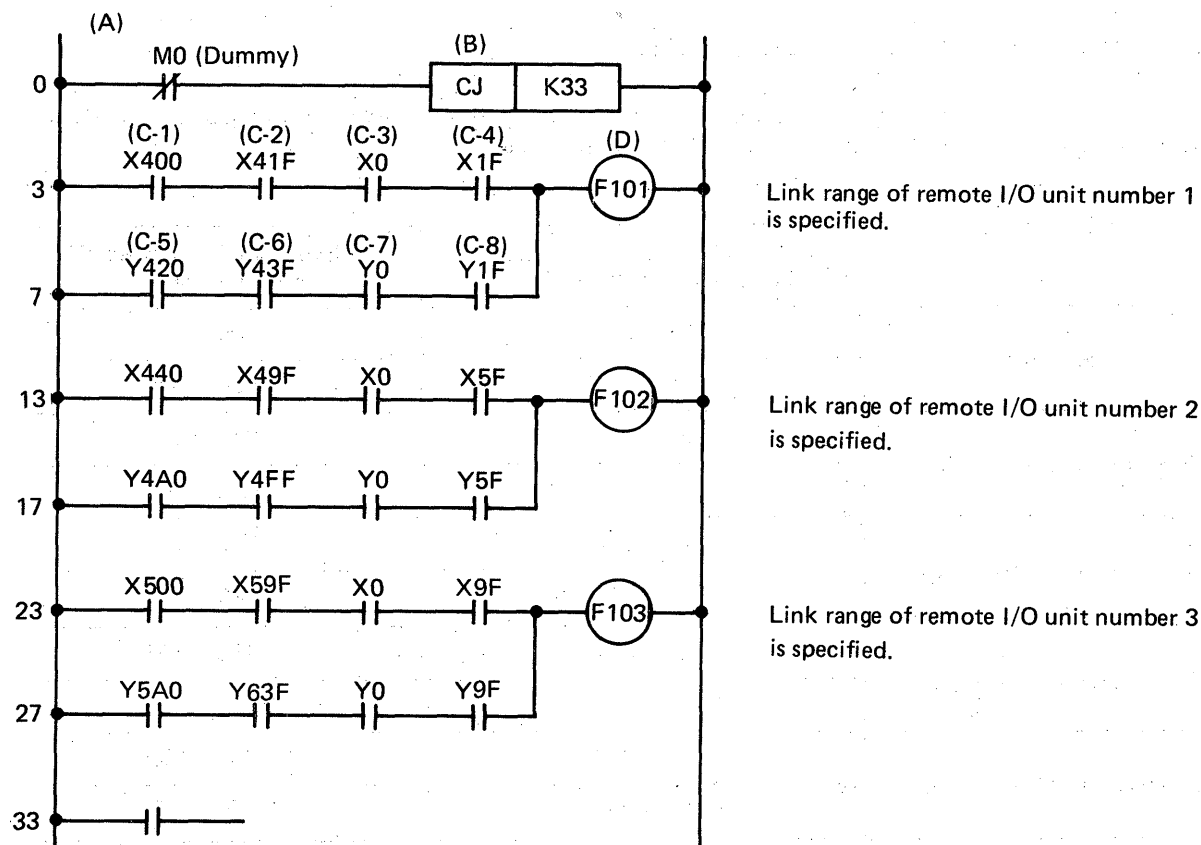 (A)
(B)
M0 (Dummy)
0 CJ K33
(C-1) (C-2) (C-3) (C-4) (D)
X400 X41F X0 X1F
3 F101
Link range of remote I/O unit number 1
is specified.
(C-5) (C-6) (C-7) (C-8)
Y420 Y43F Y0 Y1F
7
X440 X49F X0 X5F
13 F102
Link range of remote I/O unit number 2
is specified.
Y4A0 Y4FF Y0 Y5F
17
X500 X59F X0 X9F
23 F103
Link range of remote I/O unit number 3
is specified.
Y5A0 Y63F Y0 Y9F
27
33